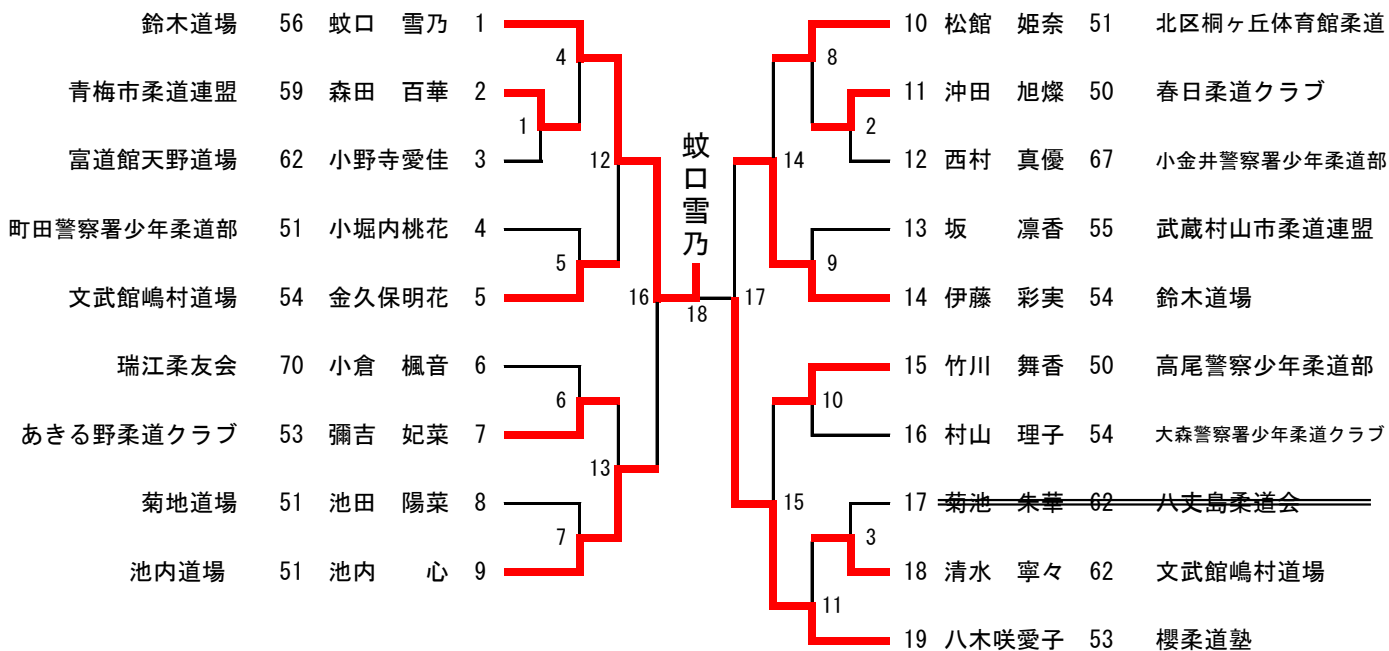 鈴木道場 56 蚊口 雪乃 1
青梅市柔道連盟 59 森田 百華 2
富道館天野道場 62 小野寺愛佳 3
町田警察署少年柔道部 51 小堀内桃花 4
文武館嶋村道場 54 金久保明花 5
瑞江柔友会 70 小倉 楓音 6
あきる野柔道クラブ 53 彌吉 妃菜 7
菊地道場 51 池田 陽菜 8
池内道場 51 池内 心 9
4
1
12
5
16
6
13
7
蚊口雪乃
18
8
2
14
9
17
10
15
3
11
10 松館 姫奈 51 北区桐ヶ丘体育館柔道
11 沖田 旭燦 50 春日柔道クラブ
12 西村 真優 67 小金井警察署少年柔道部
13 坂 凛香 55 武蔵村山市柔道連盟
14 伊藤 彩実 54 鈴木道場
15 竹川 舞香 50 高尾警察少年柔道部
16 村山 理子 54 大森警察署少年柔道クラブ
17 菊池 朱華 62 八丈島柔道会
18 清水 寧々 62 文武館嶋村道場
19 八木咲愛子 53 櫻柔道塾